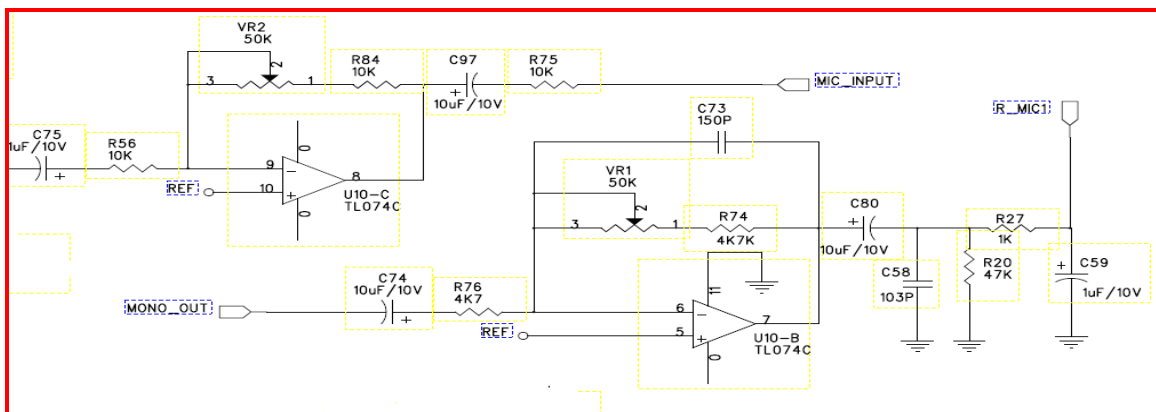 VR2
50K
2
3
1
R84
10K
C97
+
10uF/10V
R75
10K
MIC_INPUT
C73
150P
R_MIC1
C75
1uF/10V
+
R56
10K
0
9
-
8
REF
10
+
U10-C
TL074C
0
VR1
50K
2
3
1
R74
4K7K
C80
+
10uF/10V
R27
1K
R20
47K
C58
103P
+
C59
1uF/10V
C74
10uF/10V
+
R76
4K7
MONO_OUT
11
6
-
7
REF
5
+
U10-B
TL074C
0